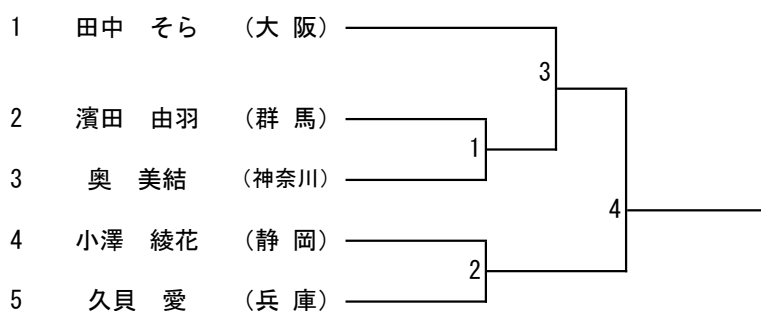 1 田中 そら （大 阪）
3
2 濱田 由羽 （群 馬）
1
3 奥 美結 （神奈川）
4
4 小澤 綾花 （静 岡）
2
5 久貝 愛 （兵 庫）